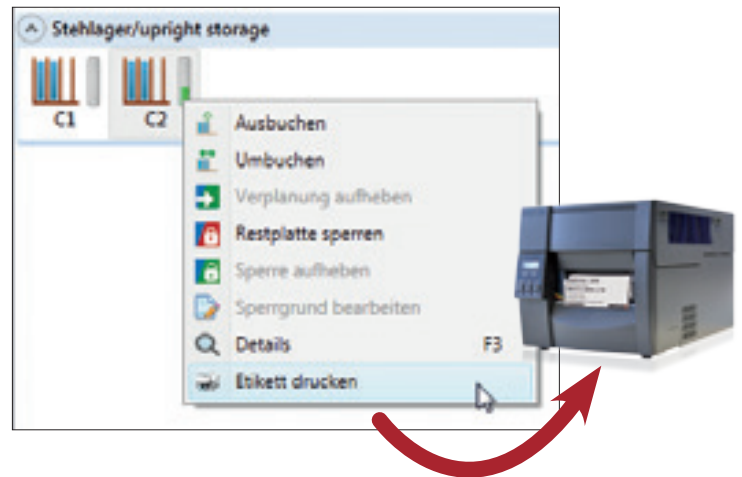 Stehlager/upright storage
C1 C2
Ausbuchen
Umbuchen
Verplanung aufheben
Restplatte sperren
Sperre aufheben
Sperrgrund bearbeiten
Details F3
Etikett drucken